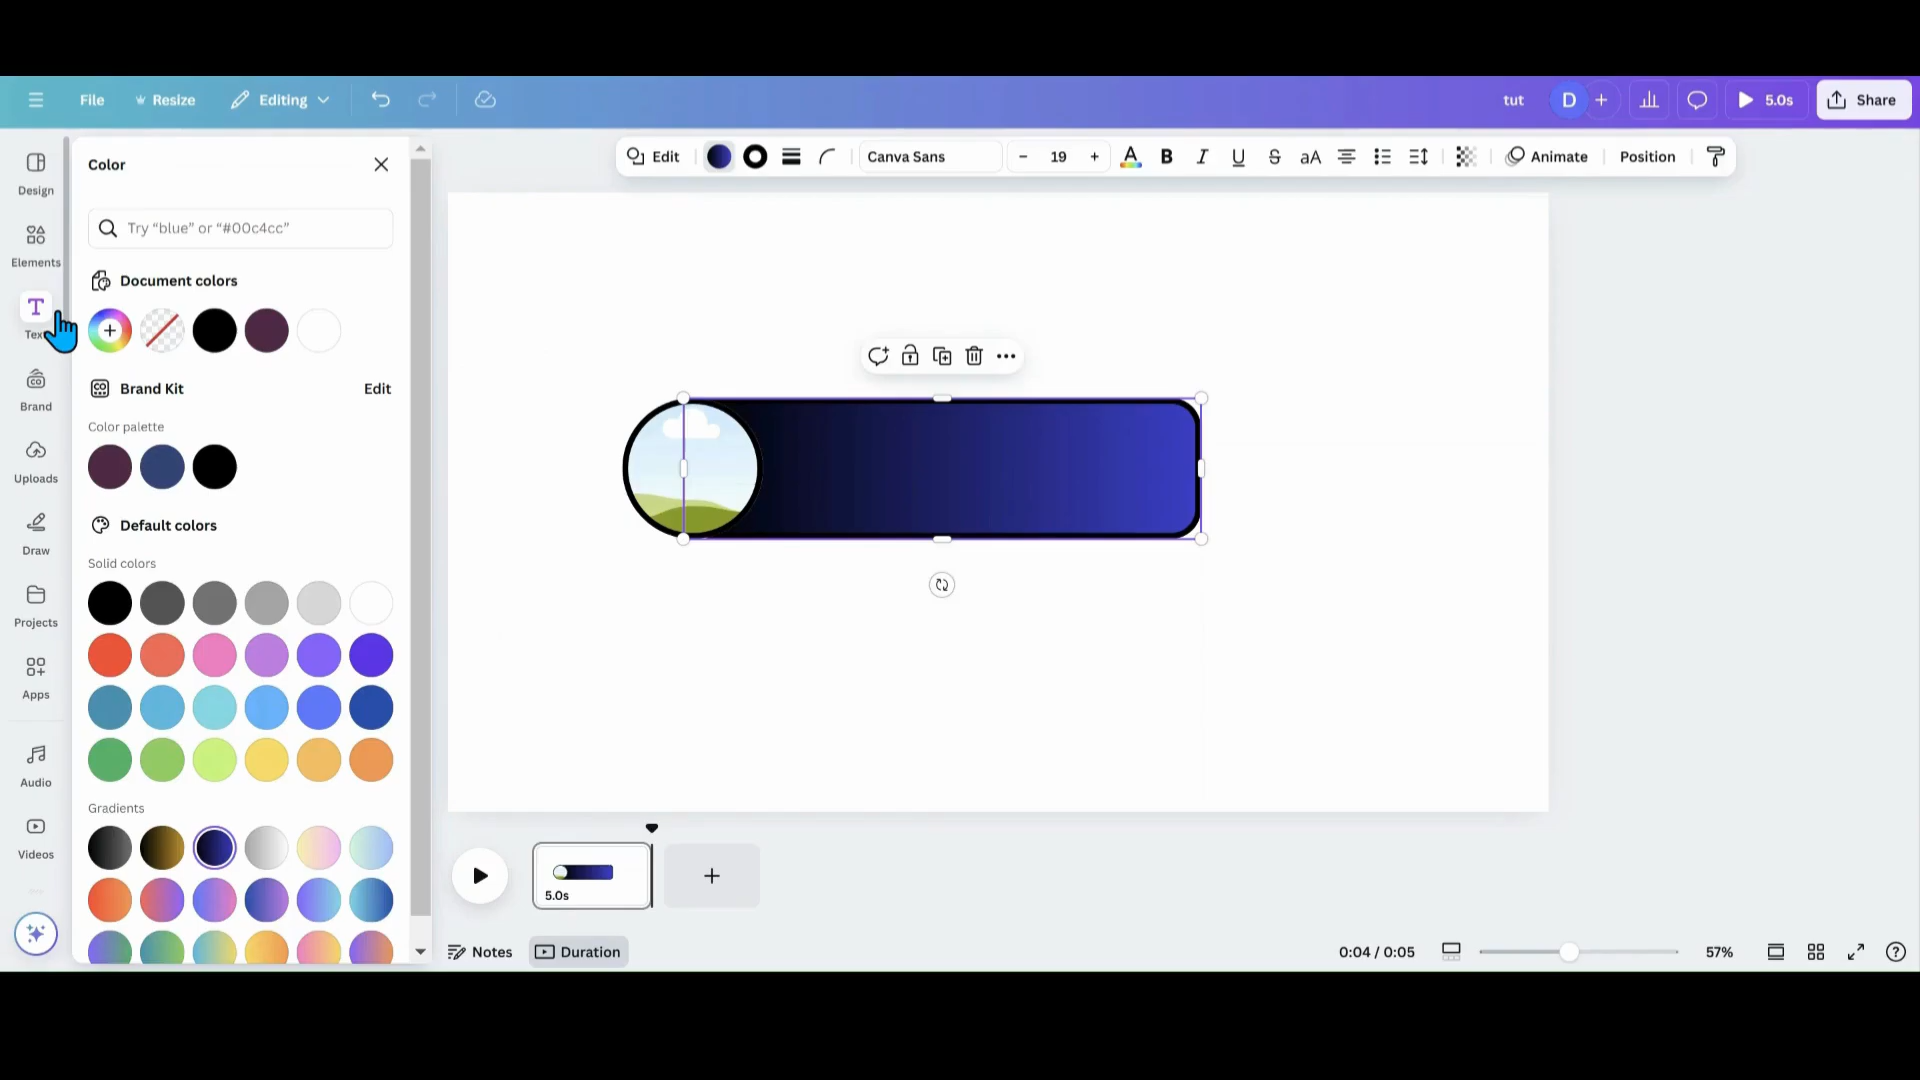 File
Resize
Editing
tut
D
5.0s
Share
Design
Elements
Text
Brand
Uploads
Draw
Projects
Apps
Audio
Videos
Color
Try “blue” or “#00c4cc”
Document colors
Brand Kit
Edit
Color palette
Default colors
Solid colors
Gradients
Edit
Canva Sans
– 19 +
A B I U S aA
Animate
Position
5.0s
Notes
Duration
0:04 / 0:05
57%